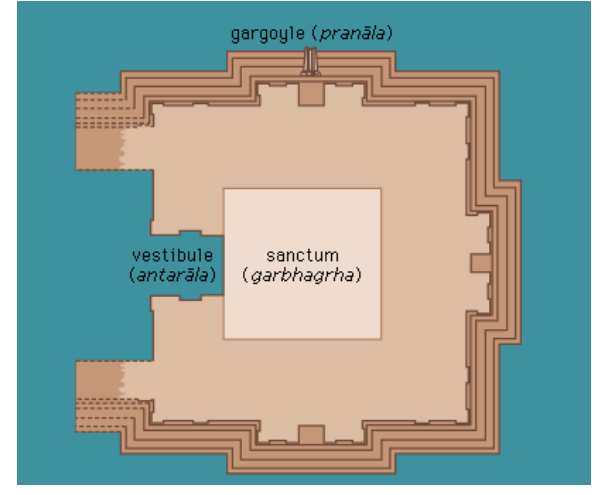 gargoyle (pranāla)
vestibule
(antarāla)
sanctum
(garbhagrha)